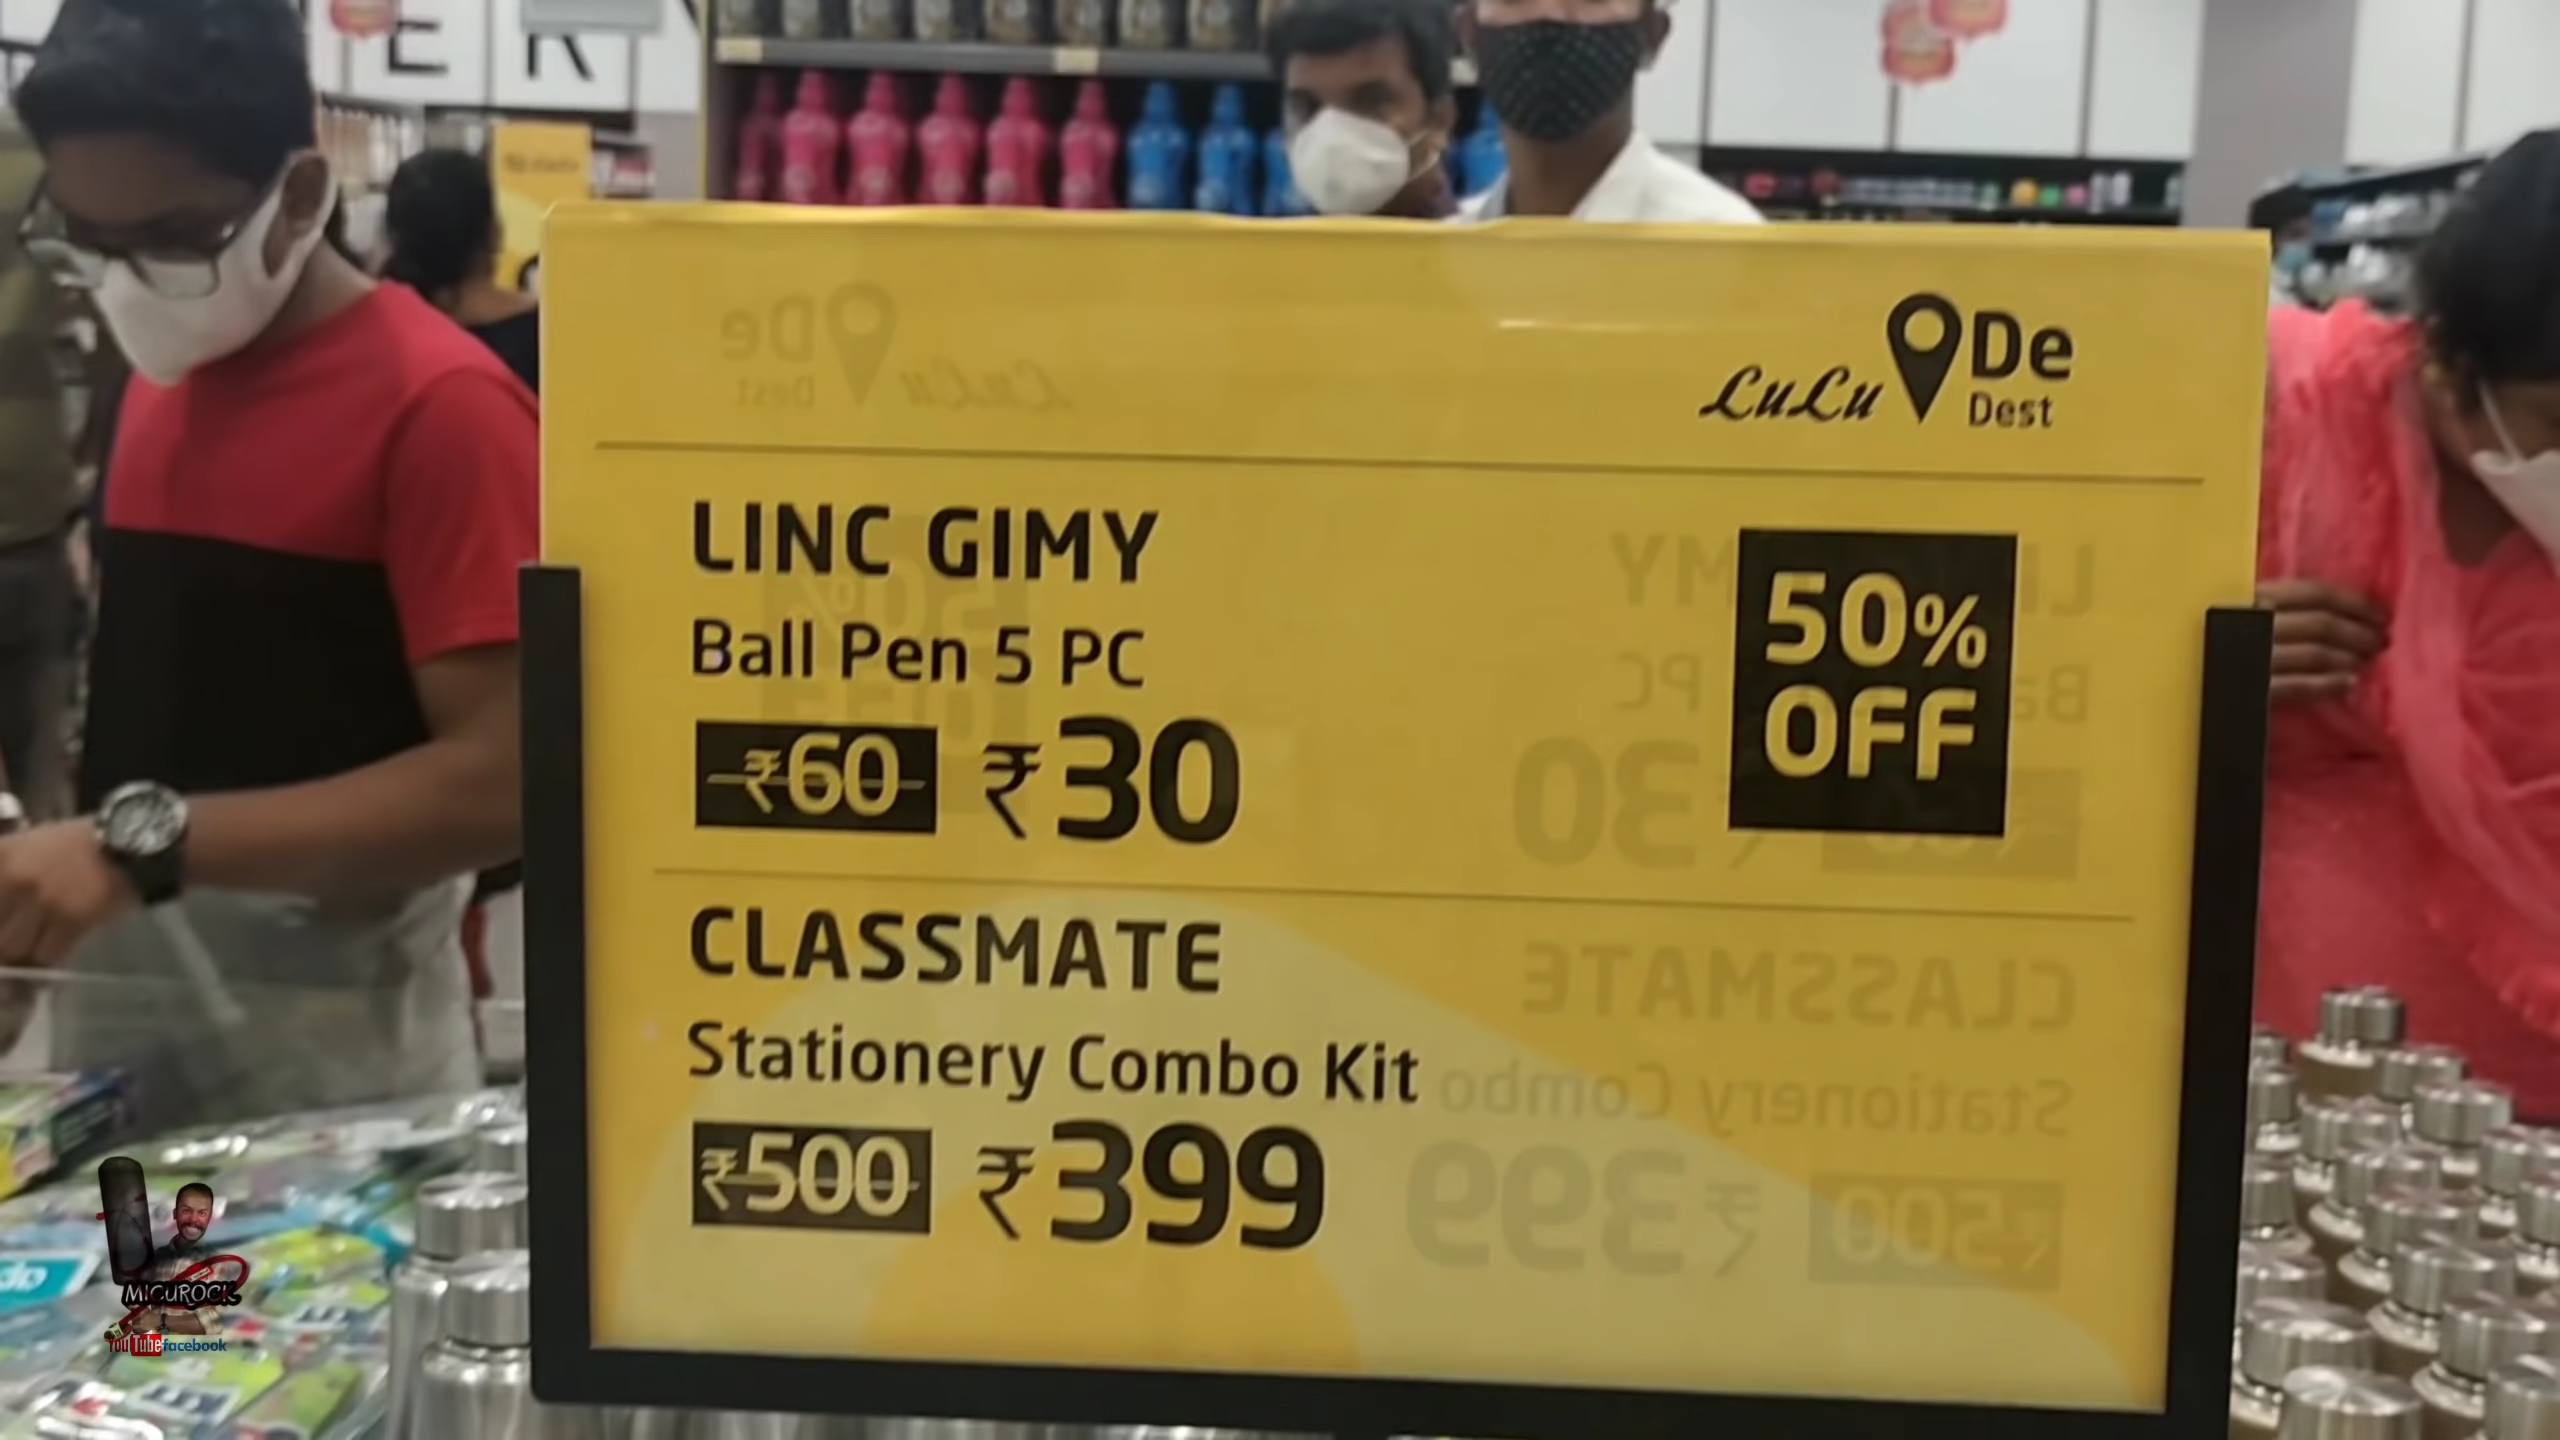 ER
LuLu De
Dest
LINC GIMY
Ball Pen 5 PC
₹60 ₹30
50%
OFF
CLASSMATE
Stationery Combo Kit
₹500 ₹399
MICUROCK
YouTube facebook